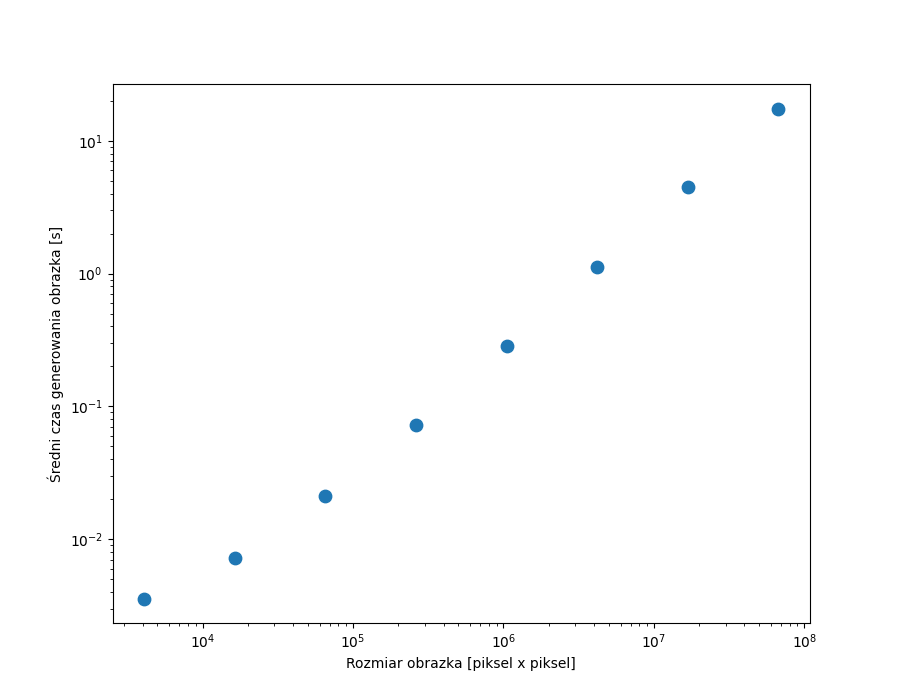 10¹
10⁰
10⁻¹
10⁻²
Średni czas generowania obrazka [s]
10⁴ 10⁵ 10⁶ 10⁷ 10⁸
Rozmiar obrazka [piksel x piksel]